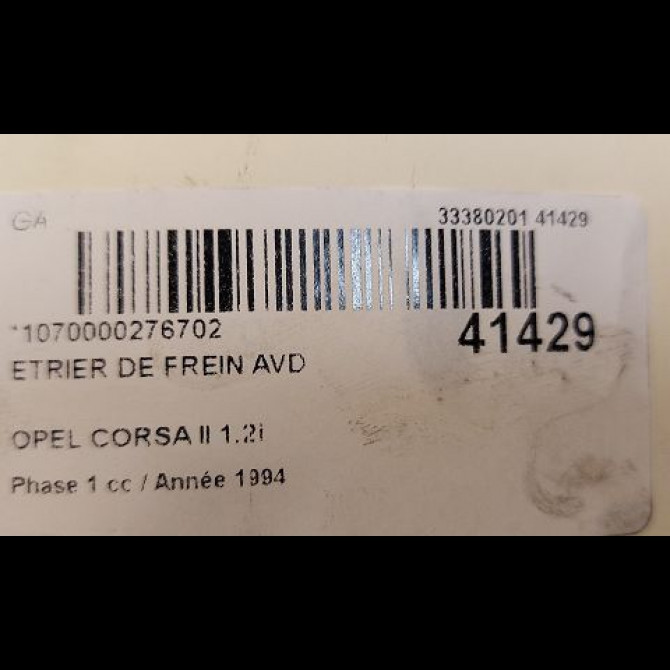 GA 33380201 41429
*1070000276702 41429
ETRIER DE FREIN AVD
OPEL CORSA II 1.2i
Phase 1 cc / Année 1994